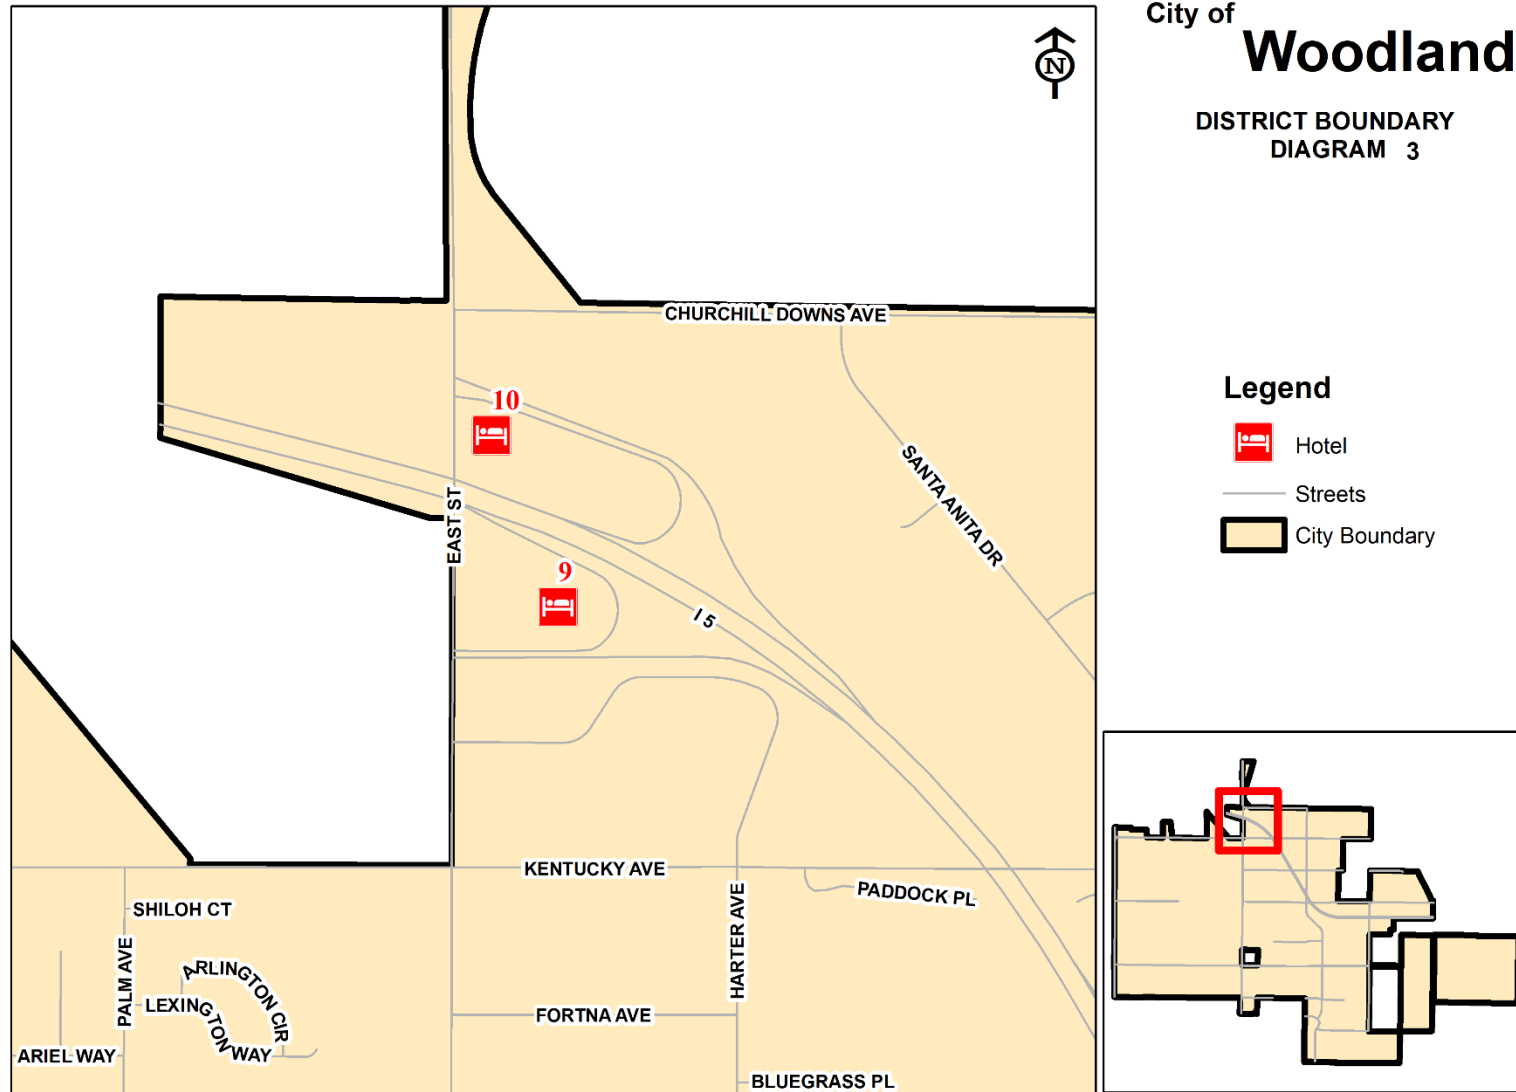 City of
Woodland
DISTRICT BOUNDARY
DIAGRAM 3
N
CHURCHILL DOWNS AVE
10
SANTA ANITA DR
EAST ST
9
I 5
KENTUCKY AVE
PADDOCK PL
SHILOH CT
HARTER AVE
PALM AVE
ARLINGTON CIR
LEXINGTON WAY
FORTNA AVE
ARIEL WAY
BLUEGRASS PL
Legend
Hotel
Streets
City Boundary